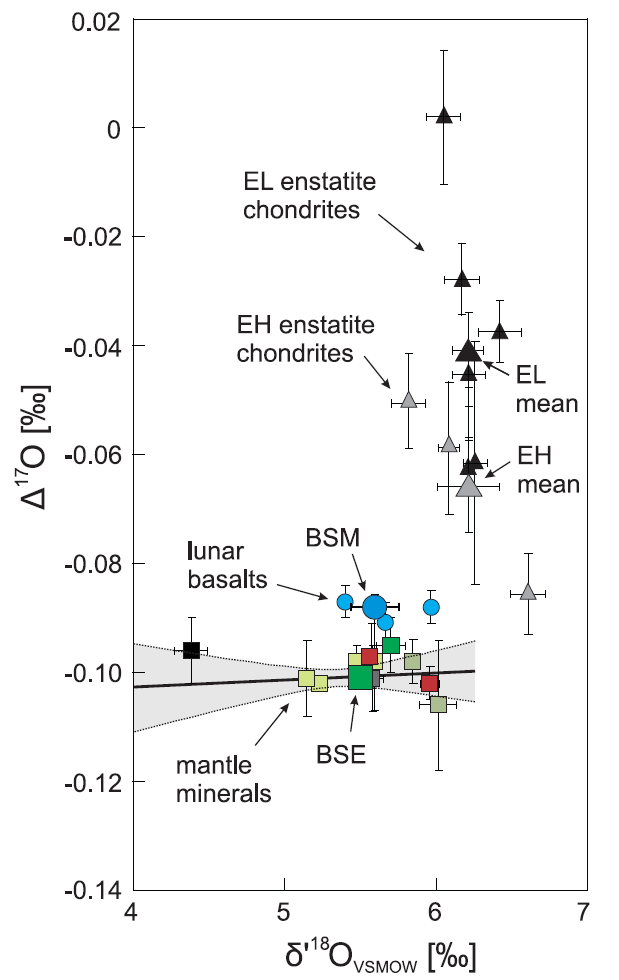 0.02
0
-0.02
-0.04
-0.06
-0.08
-0.10
-0.12
-0.14
Δ¹⁷O [‰]
EL enstatite
chondrites
EH enstatite
chondrites
EL
mean
EH
mean
lunar
basalts
BSM
mantle
minerals
BSE
4
5
6
7
δ'¹⁸O_VSMOW [‰]